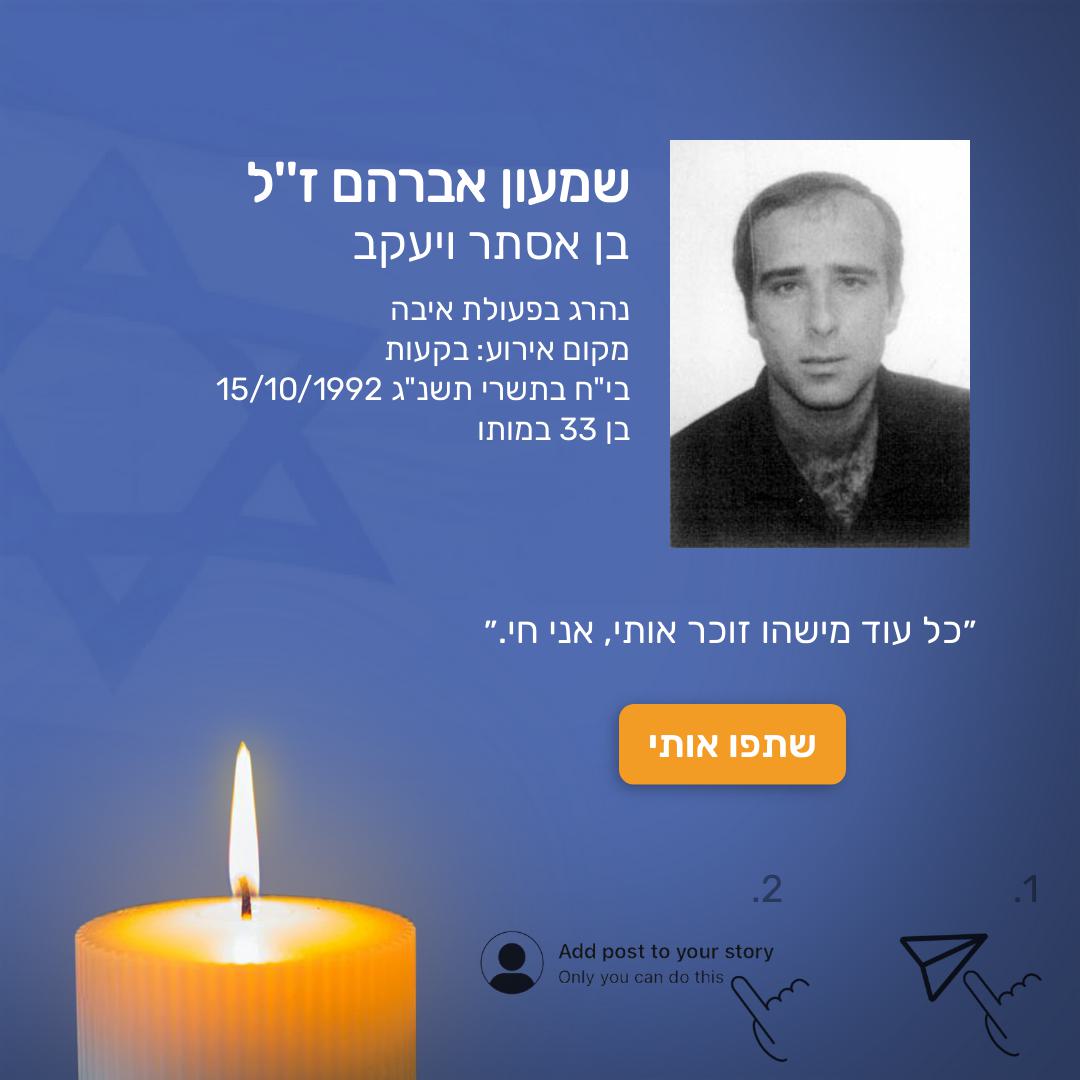 שמעון אברהם ז"ל
בן אסתר ויעקב
נהרג בפעולת איבה
מקום אירוע: בקעות
בי"ח בתשרי תשנ"ג 15/10/1992
בן 33 במותו
״כל עוד מישהו זוכר אותי, אני חי.״
שתפו אותי
.1
.2
Add post to your story
Only you can do this